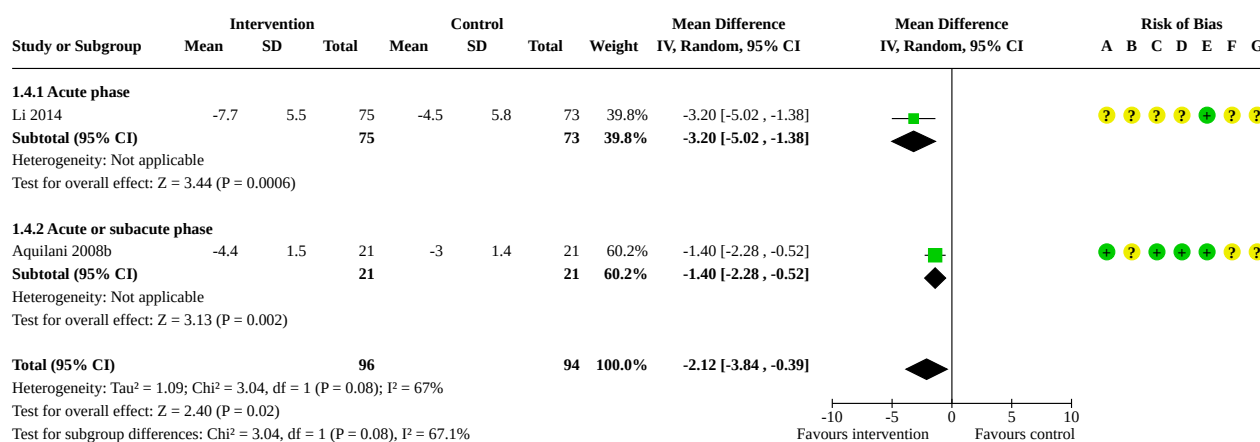 Intervention Control Mean Difference Mean Difference Risk of Bias
Study or Subgroup Mean SD Total Mean SD Total Weight IV, Random, 95% CI IV, Random, 95% CI A B C D E F G
1.4.1 Acute phase
Li 2014 -7.7 5.5 75 -4.5 5.8 73 39.8% -3.20 [-5.02 , -1.38] ? ? ? ? + ? ?
Subtotal (95% CI) 75 73 39.8% -3.20 [-5.02 , -1.38]
Heterogeneity: Not applicable
Test for overall effect: Z = 3.44 (P = 0.0006)
1.4.2 Acute or subacute phase
Aquilani 2008b -4.4 1.5 21 -3 1.4 21 60.2% -1.40 [-2.28 , -0.52] + ? + + + ? ?
Subtotal (95% CI) 21 21 60.2% -1.40 [-2.28 , -0.52]
Heterogeneity: Not applicable
Test for overall effect: Z = 3.13 (P = 0.002)
Total (95% CI) 96 94 100.0% -2.12 [-3.84 , -0.39]
Heterogeneity: Tau² = 1.09; Chi² = 3.04, df = 1 (P = 0.08); I² = 67%
Test for overall effect: Z = 2.40 (P = 0.02)
-10 -5 0 5 10
Test for subgroup differences: Chi² = 3.04, df = 1 (P = 0.08), I² = 67.1% Favours intervention Favours control